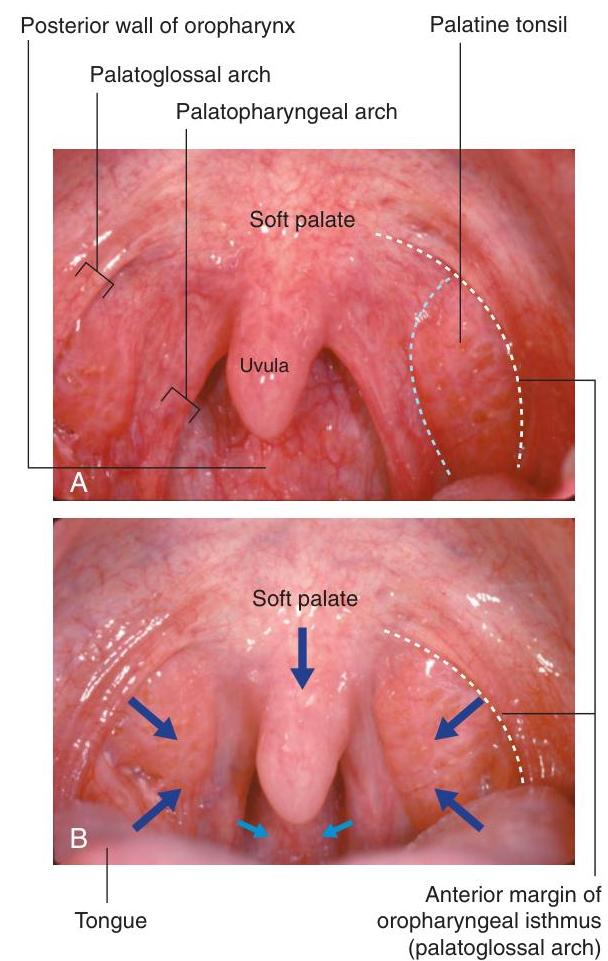 Posterior wall of oropharynx
Palatine tonsil
Palatoglossal arch
Palatopharyngeal arch
Soft palate
Uvula
A
Soft palate
B
Tongue
Anterior margin of
oropharyngeal isthmus
(palatoglossal arch)